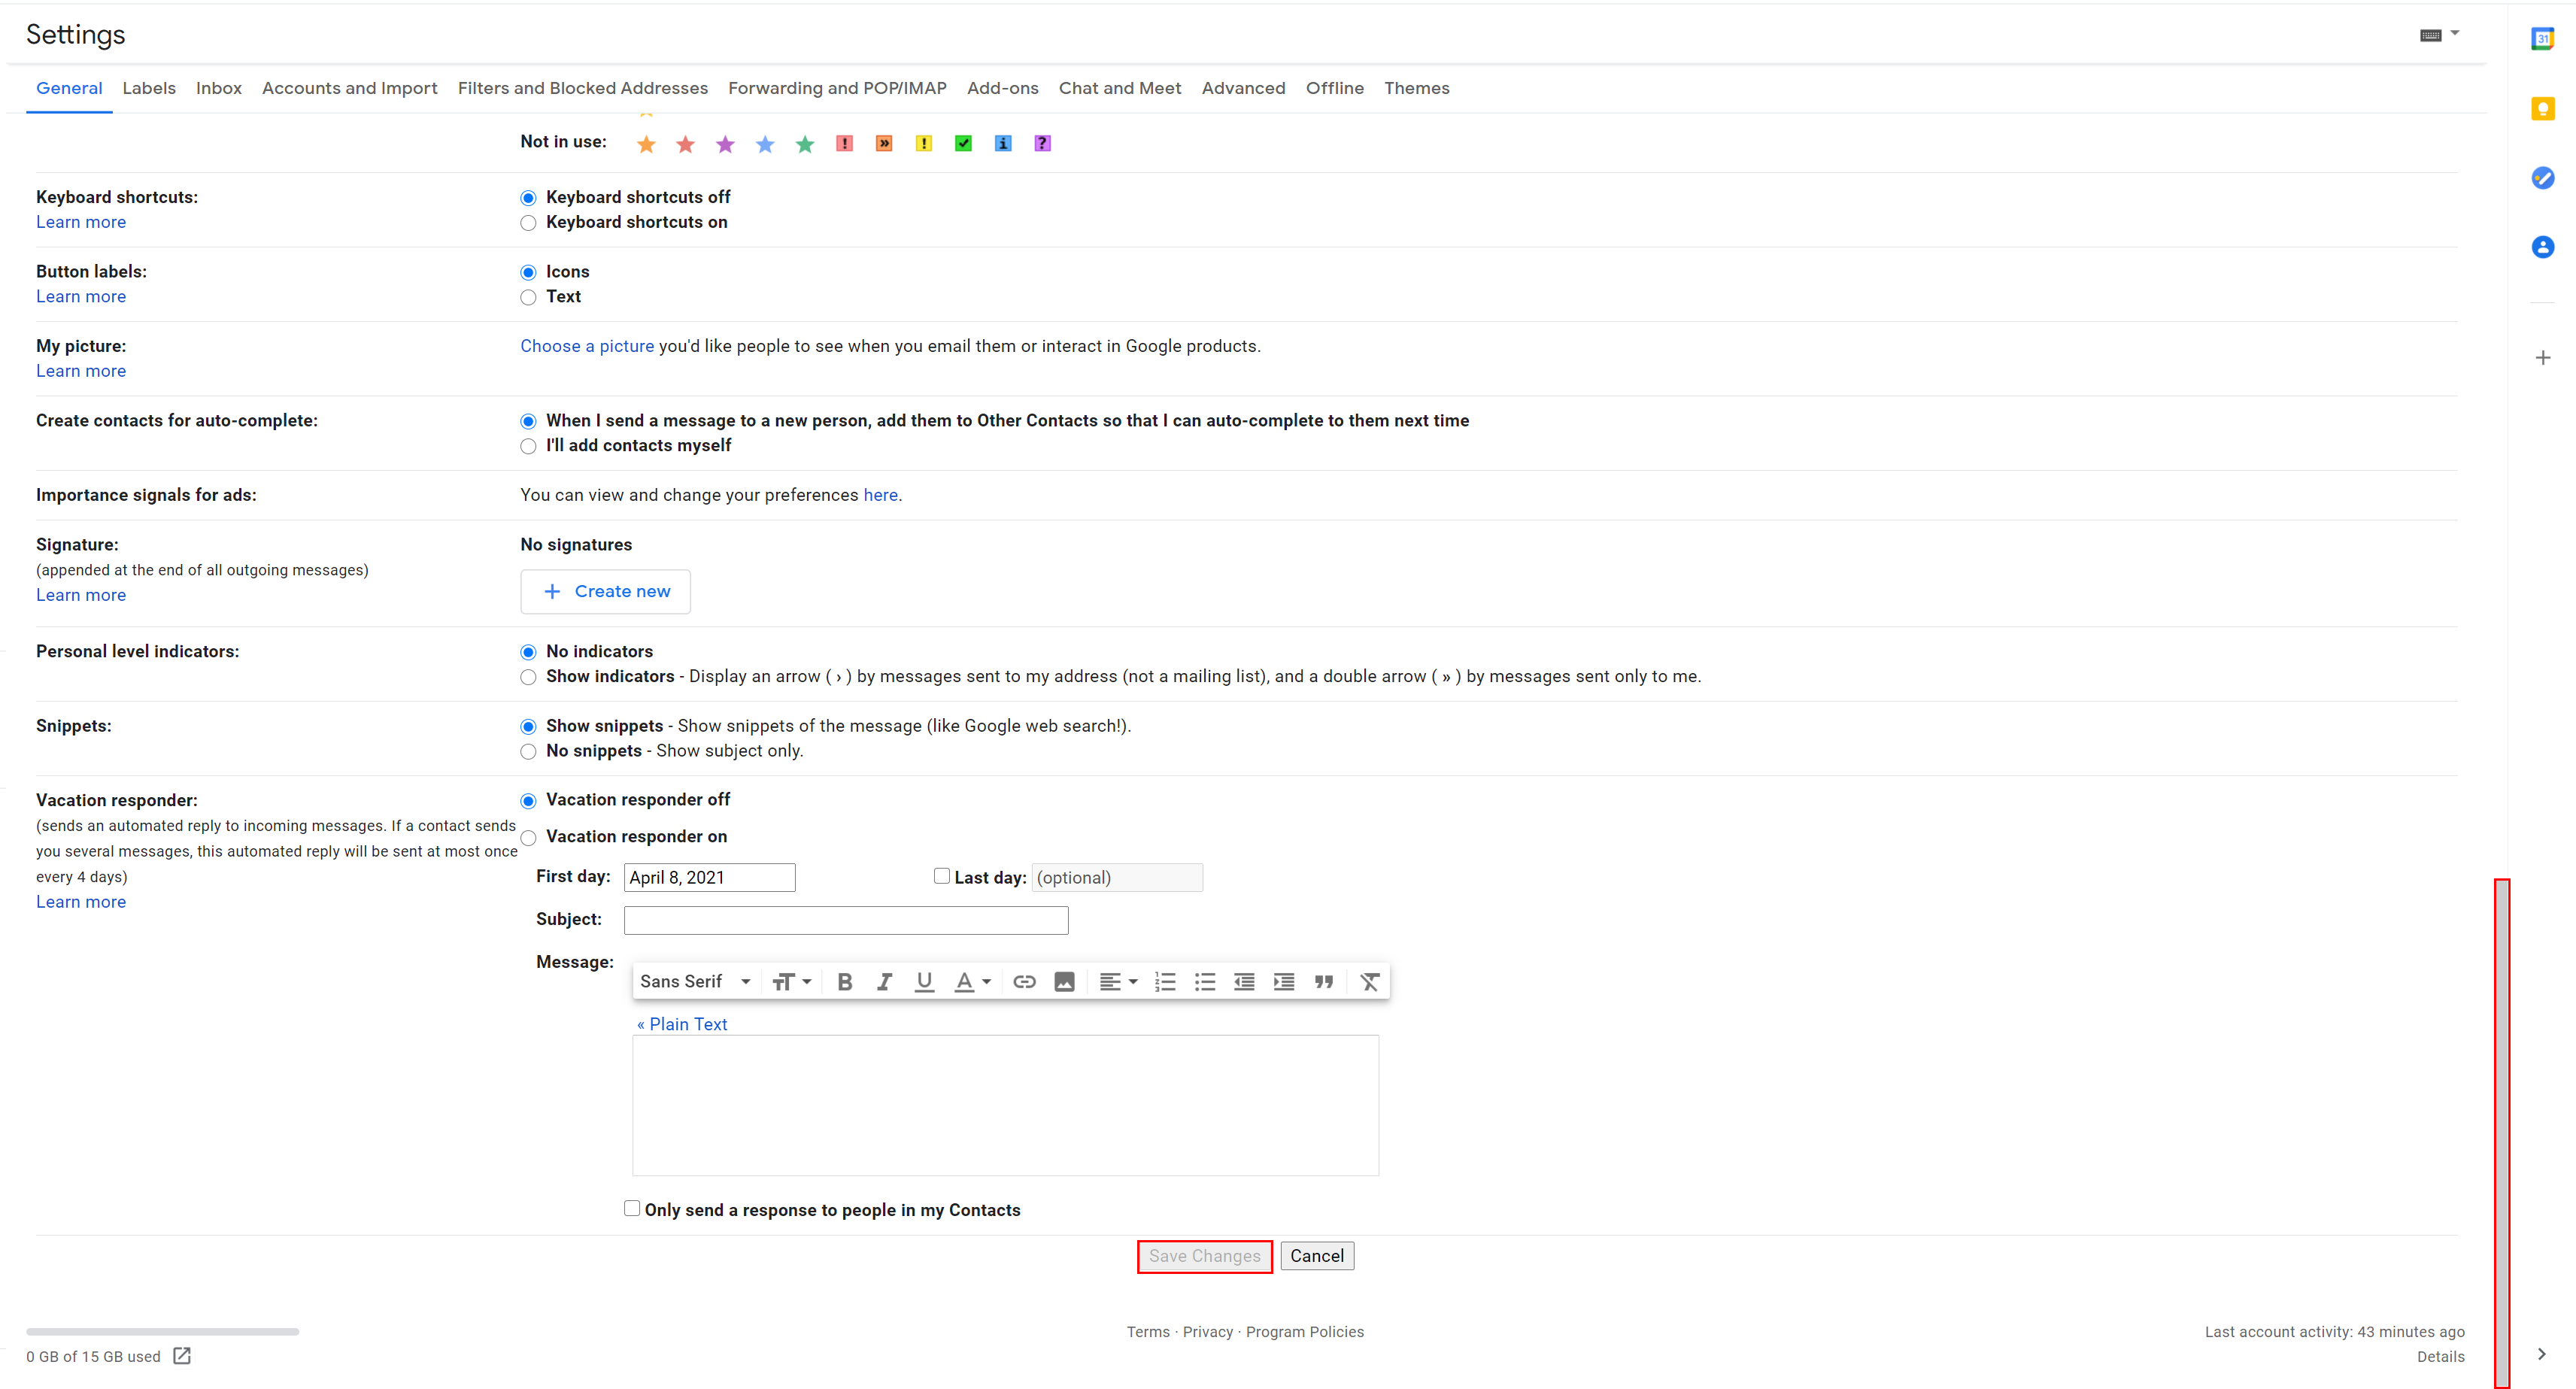 Settings
31
General Labels Inbox Accounts and Import Filters and Blocked Addresses Forwarding and POP/IMAP Add-ons Chat and Meet Advanced Offline Themes
Not in use: ! » ! i ?
Keyboard shortcuts:
Learn more
Keyboard shortcuts off
Keyboard shortcuts on
Button labels:
Learn more
Icons
Text
My picture:
Learn more
Choose a picture you'd like people to see when you email them or interact in Google products.
Create contacts for auto-complete:
When I send a message to a new person, add them to Other Contacts so that I can auto-complete to them next time
I'll add contacts myself
Importance signals for ads:
You can view and change your preferences here.
Signature:
(appended at the end of all outgoing messages)
Learn more
No signatures
+ Create new
Personal level indicators:
No indicators
Show indicators - Display an arrow ( › ) by messages sent to my address (not a mailing list), and a double arrow ( » ) by messages sent only to me.
Snippets:
Show snippets - Show snippets of the message (like Google web search!).
No snippets - Show subject only.
Vacation responder:
(sends an automated reply to incoming messages. If a contact sends
you several messages, this automated reply will be sent at most once
every 4 days)
Learn more
Vacation responder off
Vacation responder on
First day: April 8, 2021 Last day: (optional)
Subject:
Message:
Sans Serif B I U A
« Plain Text
Only send a response to people in my Contacts
Save Changes Cancel
Terms · Privacy · Program Policies
0 GB of 15 GB used
Last account activity: 43 minutes ago
Details